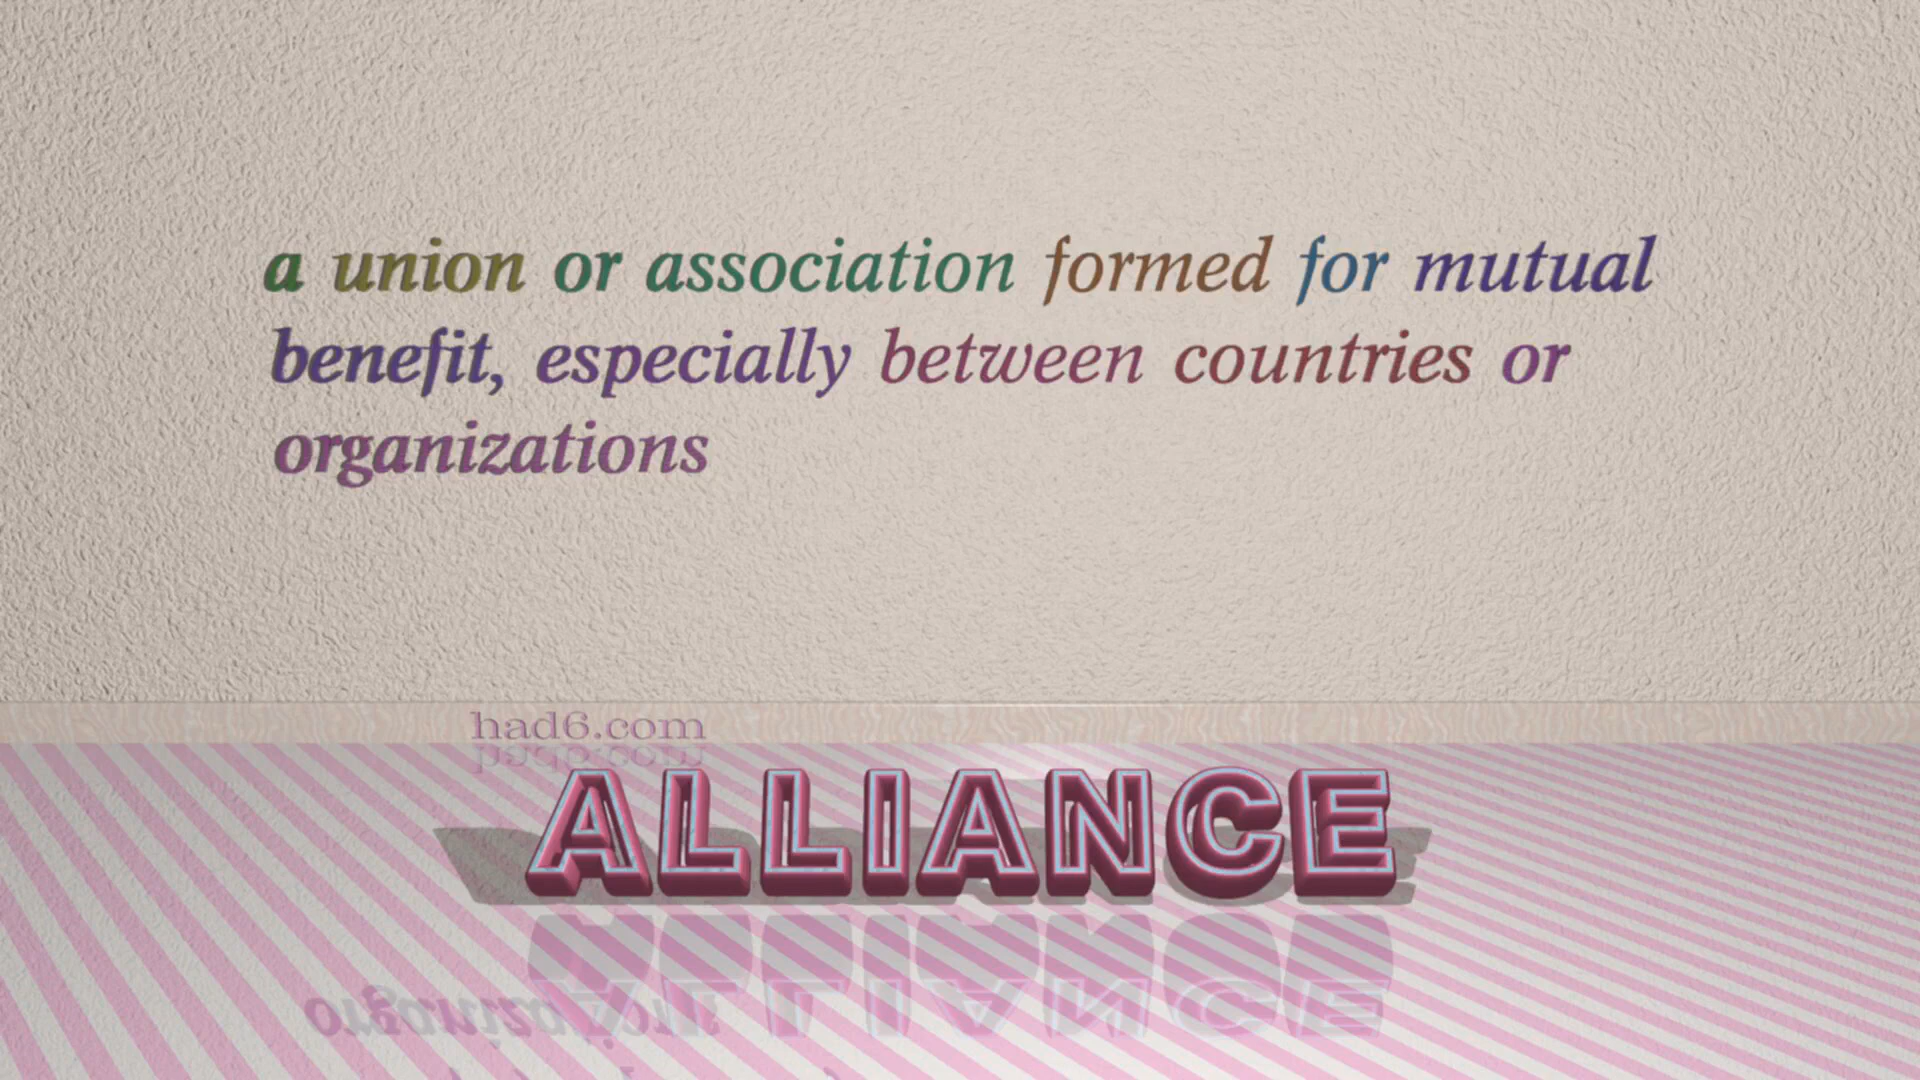 a union or association formed for mutual
benefit, especially between countries or
organizations
had6.com
ALLIANCE